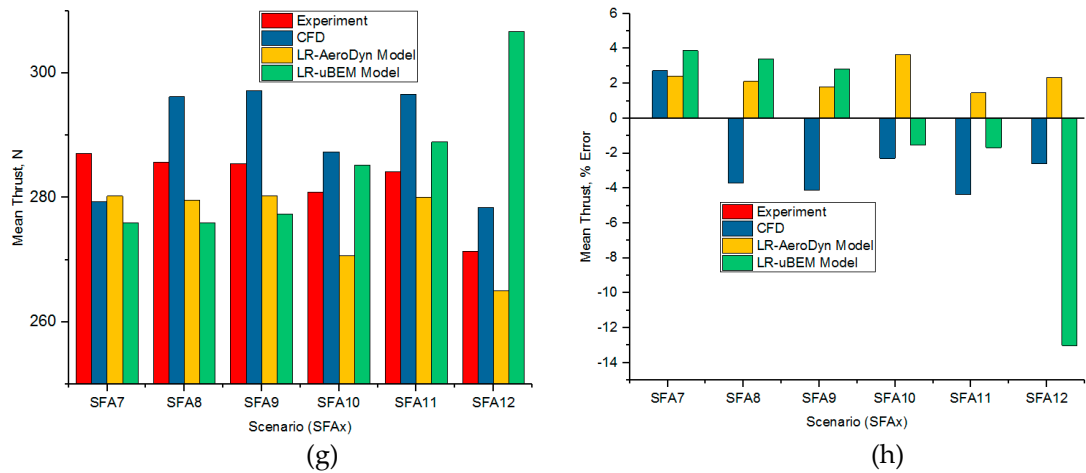 Experiment
CFD
LR-AeroDyn Model
LR-uBEM Model
Mean Thrust, N
300
280
260
SFA7 SFA8 SFA9 SFA10 SFA11 SFA12
Scenario (SFAx)
(g)
Mean Thrust, % Error
6
4
2
0
-2
-4
-6
-8
-10
-12
-14
Experiment
CFD
LR-AeroDyn Model
LR-uBEM Model
SFA7 SFA8 SFA9 SFA10 SFA11 SFA12
Scenario (SFAx)
(h)